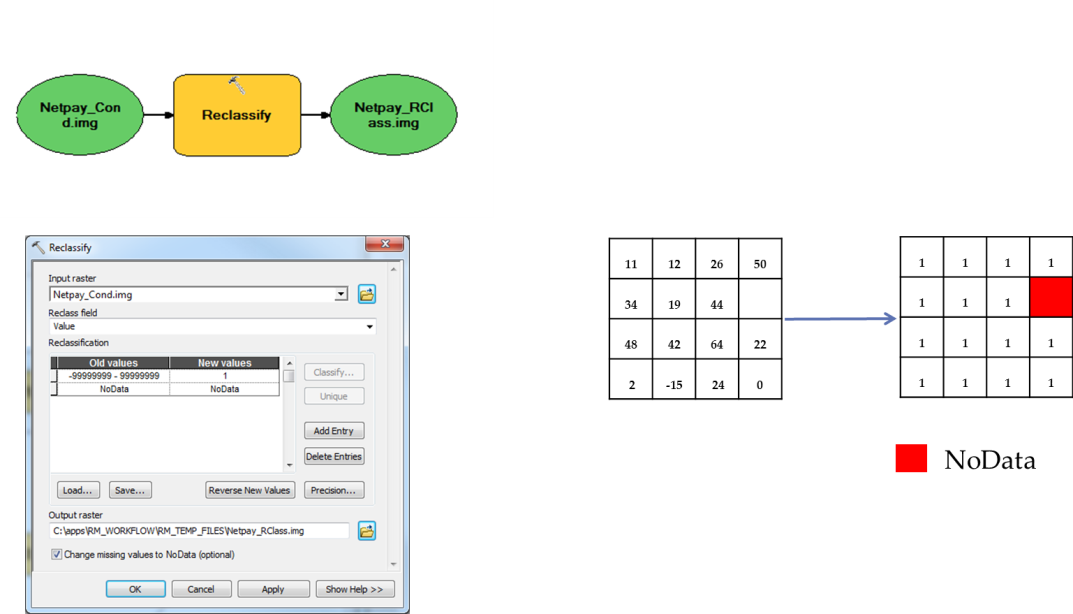 Netpay_Con
d.img
Reclassify
Netpay_RCl
ass.img
Reclassify
Input raster
Netpay_Cond.img
Reclass field
Value
Reclassification
Old values New values
-99999999 - 99999999 1
NoData NoData
Classify...
Unique
Add Entry
Delete Entries
Load... Save... Reverse New Values Precision...
Output raster
C:\apps\RM_WORKFLOW\RM_TEMP_FILES\Netpay_RClass.img
Change missing values to NoData (optional)
OK Cancel Apply Show Help >>
11 12 26 50
34 19 44
48 42 64 22
2 -15 24 0
1 1 1 1
1 1 1
1 1 1 1
1 1 1 1
NoData